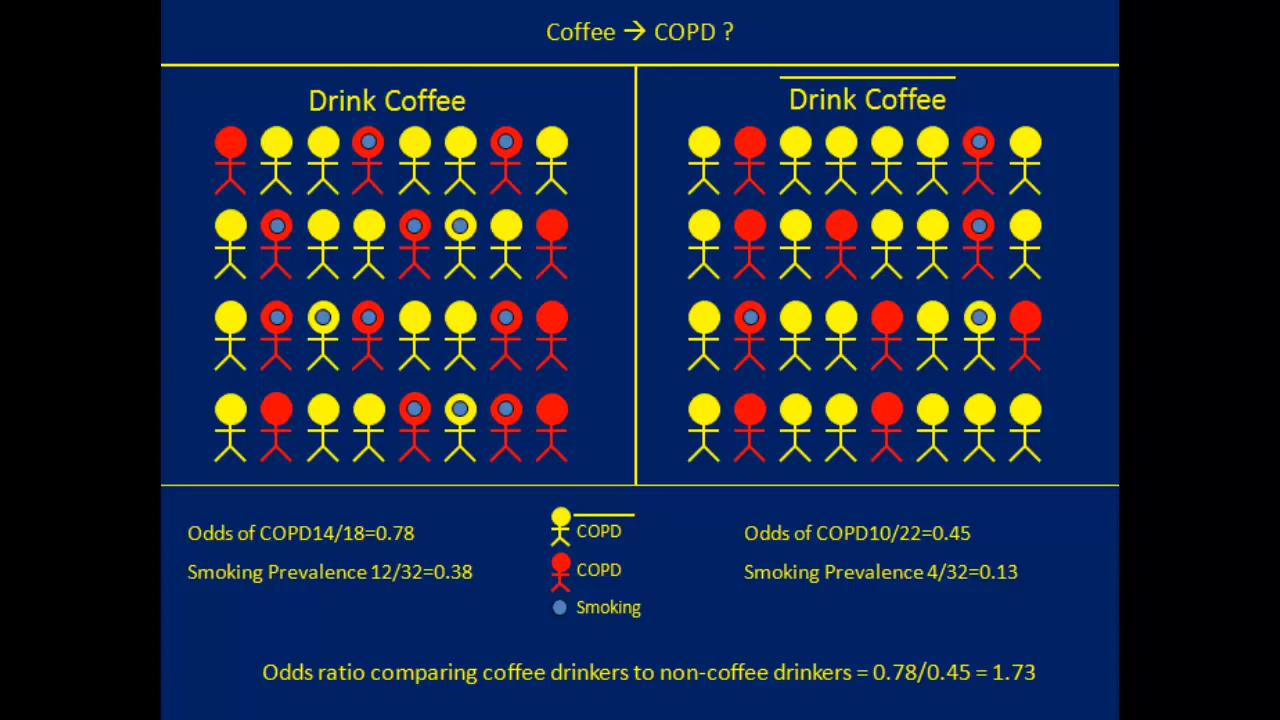 Coffee → COPD ?
Drink Coffee
Drink Coffee
Odds of COPD14/18=0.78
Smoking Prevalence 12/32=0.38
COPD
COPD
Smoking
Odds of COPD10/22=0.45
Smoking Prevalence 4/32=0.13
Odds ratio comparing coffee drinkers to non-coffee drinkers = 0.78/0.45 = 1.73